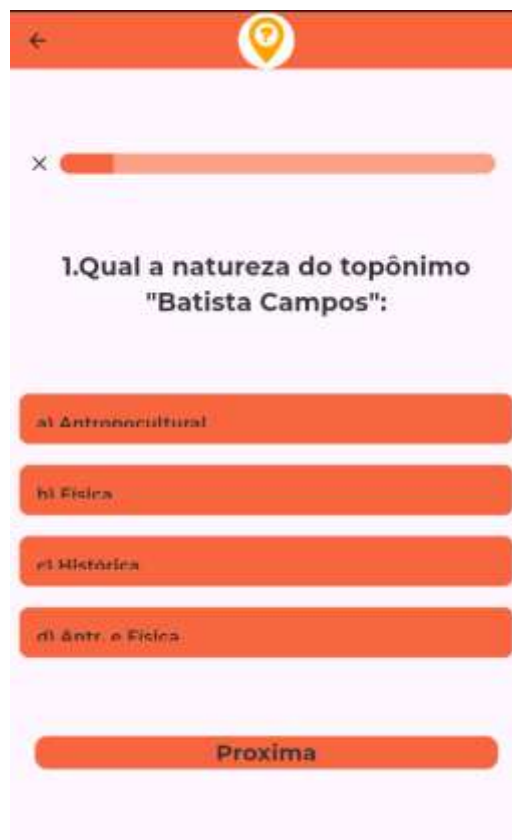 ?
1.Qual a natureza do topônimo
"Batista Campos":
a) Antropocultural
b) Física
c) Histórica
d) Antr. e Física
Proxima